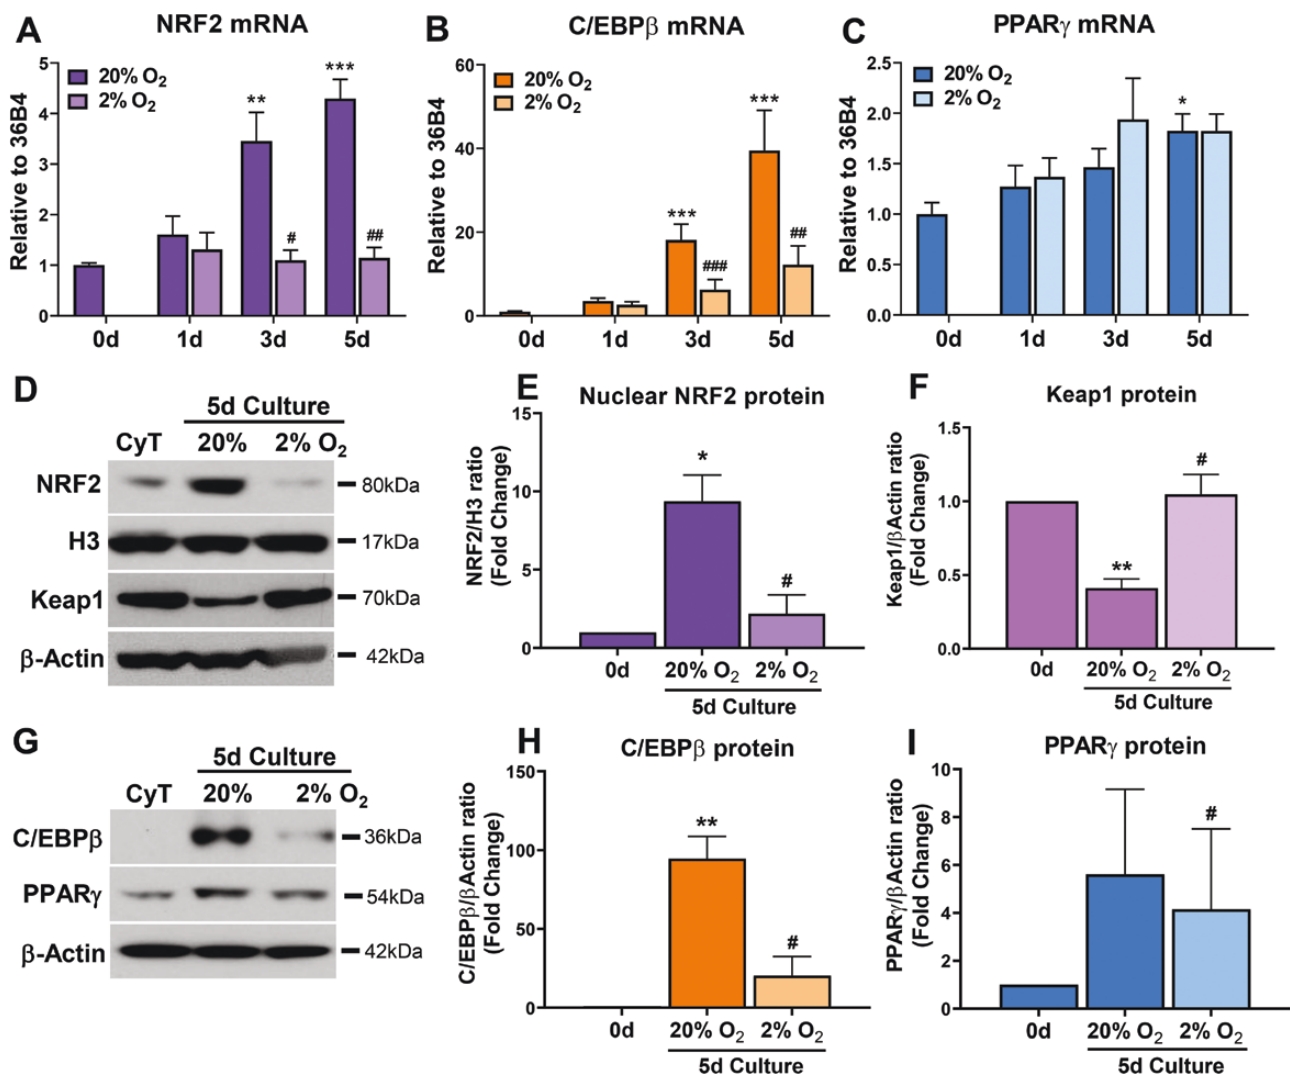 A
NRF2 mRNA
20% O₂
2% O₂
Relative to 36B4
5
4
3
2
1
0
**
***
#
##
0d 1d 3d 5d
B
C/EBPβ mRNA
20% O₂
2% O₂
Relative to 36B4
60
40
20
0
***
***
###
##
0d 1d 3d 5d
C
PPARγ mRNA
20% O₂
2% O₂
Relative to 36B4
2.5
2.0
1.5
1.0
0.5
0.0
*
0d 1d 3d 5d
D
5d Culture
CyT 20% 2% O₂
NRF2 80kDa
H3 17kDa
Keap1 70kDa
β-Actin 42kDa
E
Nuclear NRF2 protein
NRF2/H3 ratio
(Fold Change)
15
10
5
0
*
#
0d 20% O₂ 2% O₂
5d Culture
F
Keap1 protein
Keap1/βActin ratio
(Fold Change)
1.5
1.0
0.5
0.0
**
#
0d 20% O₂ 2% O₂
5d Culture
G
5d Culture
CyT 20% 2% O₂
C/EBPβ 36kDa
PPARγ 54kDa
β-Actin 42kDa
H
C/EBPβ protein
C/EBPβ/βActin ratio
(Fold Change)
150
100
50
0
**
#
0d 20% O₂ 2% O₂
5d Culture
I
PPARγ protein
PPARγ/βActin ratio
(Fold Change)
10
8
6
4
2
0
#
0d 20% O₂ 2% O₂
5d Culture